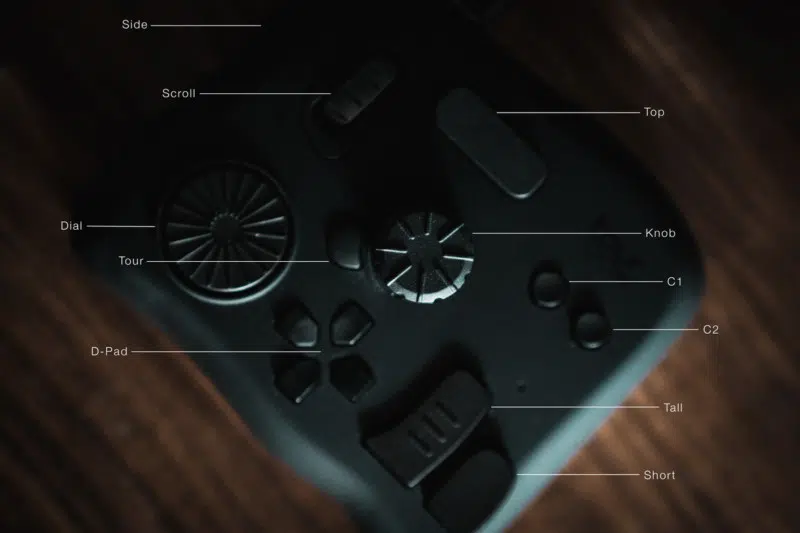 Side
Scroll
Top
Dial
Knob
Tour
C1
C2
D-Pad
Tall
Short